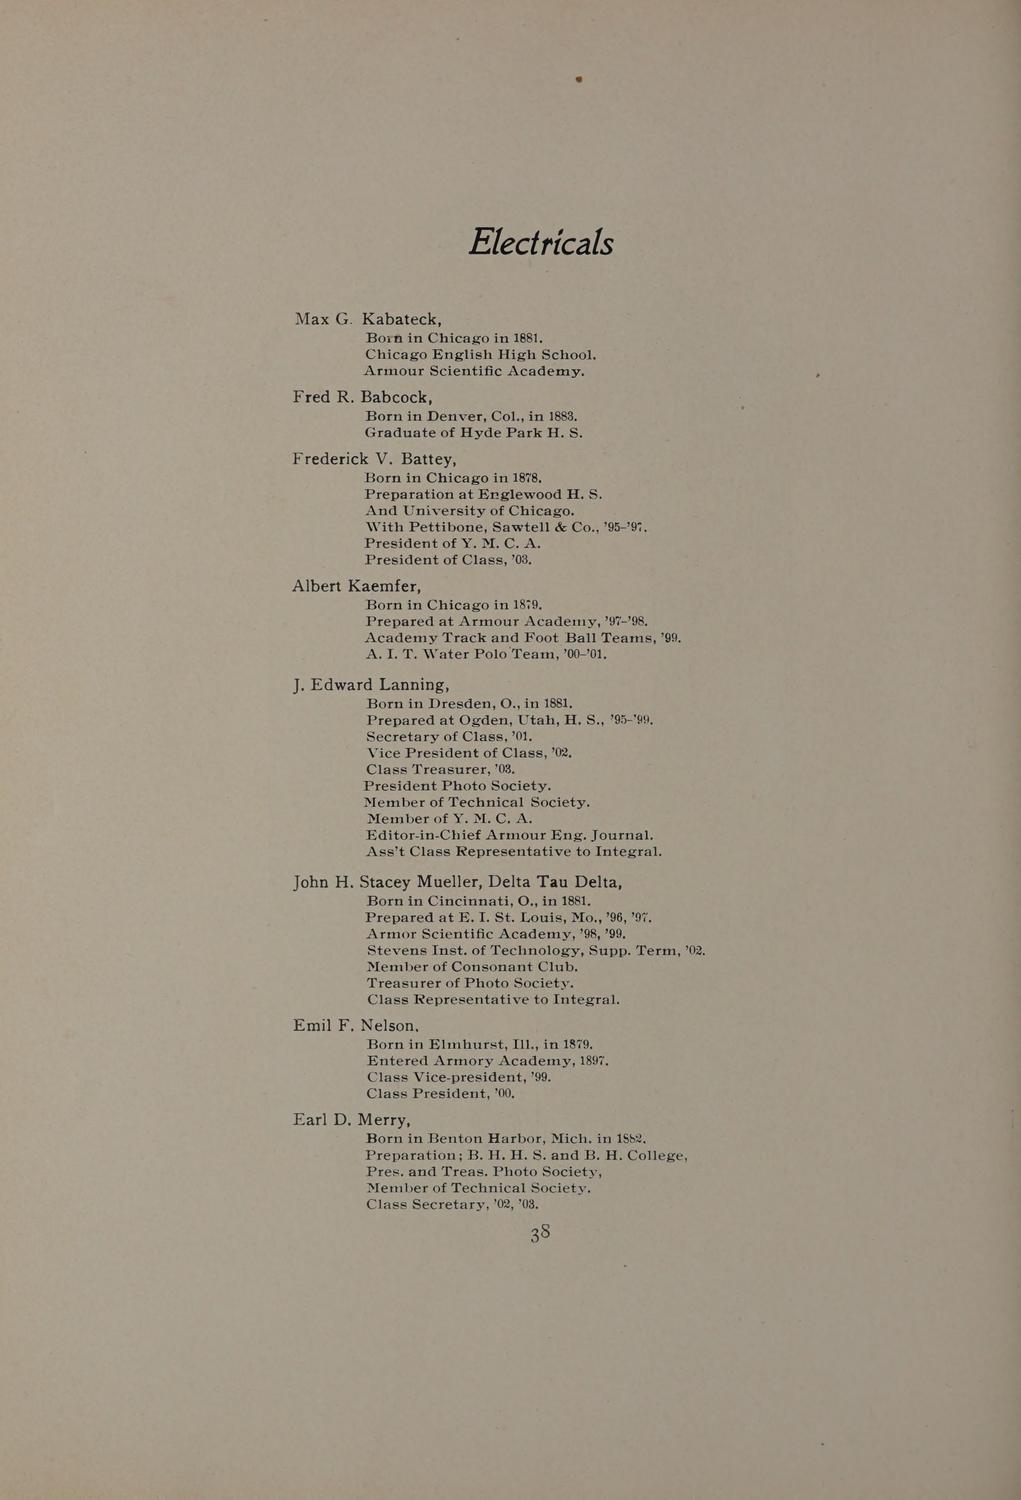 Electricals
Max G. Kabateck,
Born in Chicago in 1881.
Chicago English High School.
Armour Scientific Academy.
Fred R. Babcock,
Born in Denver, Col., in 1883.
Graduate of Hyde Park H. S.
Frederick V. Battey,
Born in Chicago in 1878.
Preparation at Englewood H. S.
And University of Chicago.
With Pettibone, Sawtell & Co., ’95–’97.
President of Y. M. C. A.
President of Class, ’03.
Albert Kaemfer,
Born in Chicago in 1879.
Prepared at Armour Academy, ’97–’98.
Academy Track and Foot Ball Teams, ’99.
A. I. T. Water Polo Team, ’00–’01.
J. Edward Lanning,
Born in Dresden, O., in 1881.
Prepared at Ogden, Utah, H. S., ’95–’99.
Secretary of Class, ’01.
Vice President of Class, ’02.
Class Treasurer, ’03.
President Photo Society.
Member of Technical Society.
Member of Y. M. C. A.
Editor-in-Chief Armour Eng. Journal.
Ass’t Class Representative to Integral.
John H. Stacey Mueller, Delta Tau Delta,
Born in Cincinnati, O., in 1881.
Prepared at E. I. St. Louis, Mo., ’96, ’97.
Armor Scientific Academy, ’98, ’99.
Stevens Inst. of Technology, Supp. Term, ’02.
Member of Consonant Club.
Treasurer of Photo Society.
Class Representative to Integral.
Emil F. Nelson,
Born in Elmhurst, Ill., in 1879.
Entered Armory Academy, 1897.
Class Vice-president, ’99.
Class President, ’00.
Earl D. Merry,
Born in Benton Harbor, Mich. in 1882.
Preparation; B. H. H. S. and B. H. College,
Pres. and Treas. Photo Society,
Member of Technical Society.
Class Secretary, ’02, ’03.
38